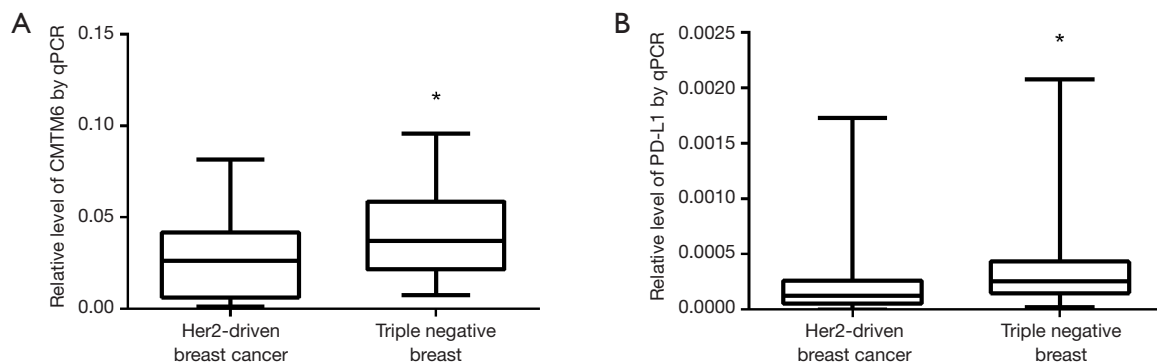 A
Relative level of CMTM6 by qPCR
0.15
0.10
0.05
0.00
*
Her2-driven
breast cancer
Triple negative
breast
B
Relative level of PD-L1 by qPCR
0.0025
0.0020
0.0015
0.0010
0.0005
0.0000
*
Her2-driven
breast cancer
Triple negative
breast